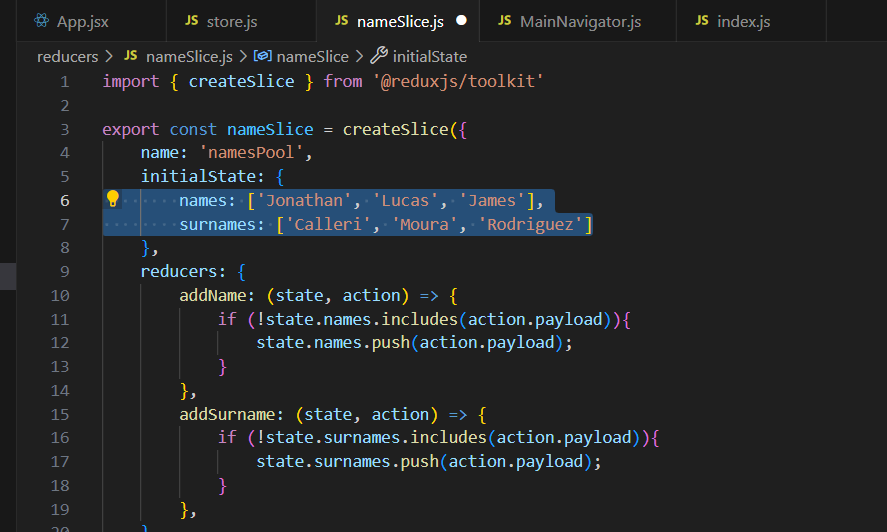 App.jsx JS store.js JS nameSlice.js JS MainNavigator.js JS index.js
reducers > JS nameSlice.js > nameSlice > initialState
1 import { createSlice } from '@reduxjs/toolkit'
2
3 export const nameSlice = createSlice({
4 name: 'namesPool',
5 initialState: {
6 names: ['Jonathan', 'Lucas', 'James'],
7 surnames: ['Calleri', 'Moura', 'Rodriguez']
8 },
9 reducers: {
10 addName: (state, action) => {
11 if (!state.names.includes(action.payload)){
12 state.names.push(action.payload);
13 }
14 },
15 addSurname: (state, action) => {
16 if (!state.surnames.includes(action.payload)){
17 state.surnames.push(action.payload);
18 }
19 },
20 }